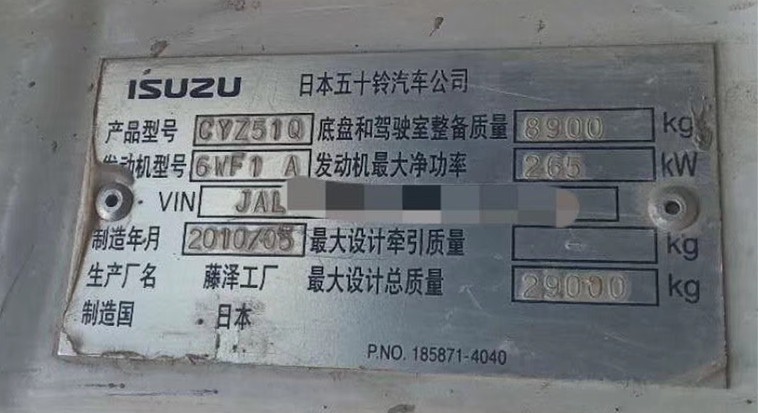 ISUZU 日本五十铃汽车公司
产品型号 CYZ51Q 底盘和驾驶室整备质量 8900 kg
发动机型号 6WF1 A 发动机最大净功率 265 kW
VIN JAL
制造年月 2010/05 最大设计牵引质量 - kg
生产厂名 藤泽工厂 最大设计总质量 29000 kg
制造国 日本
P.NO. 185871-4040